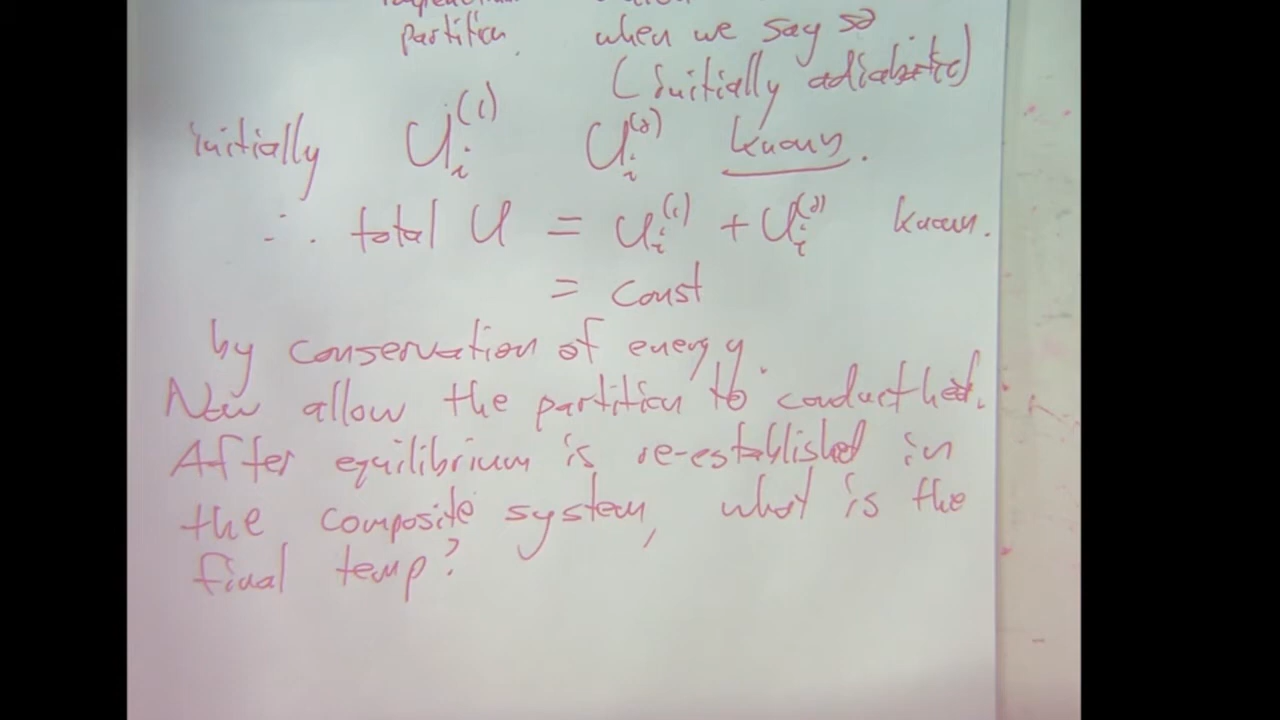 partition when we say so
(initially adiabatic)
initially U_i^(1) U_i^(2) known.
∴ total U = U_i^(1) + U_i^(2) known.
= const
by conservation of energy.
Now allow the partition to conduct heat.
After equilibrium is re-established in
the composite system, what is the
final temp?